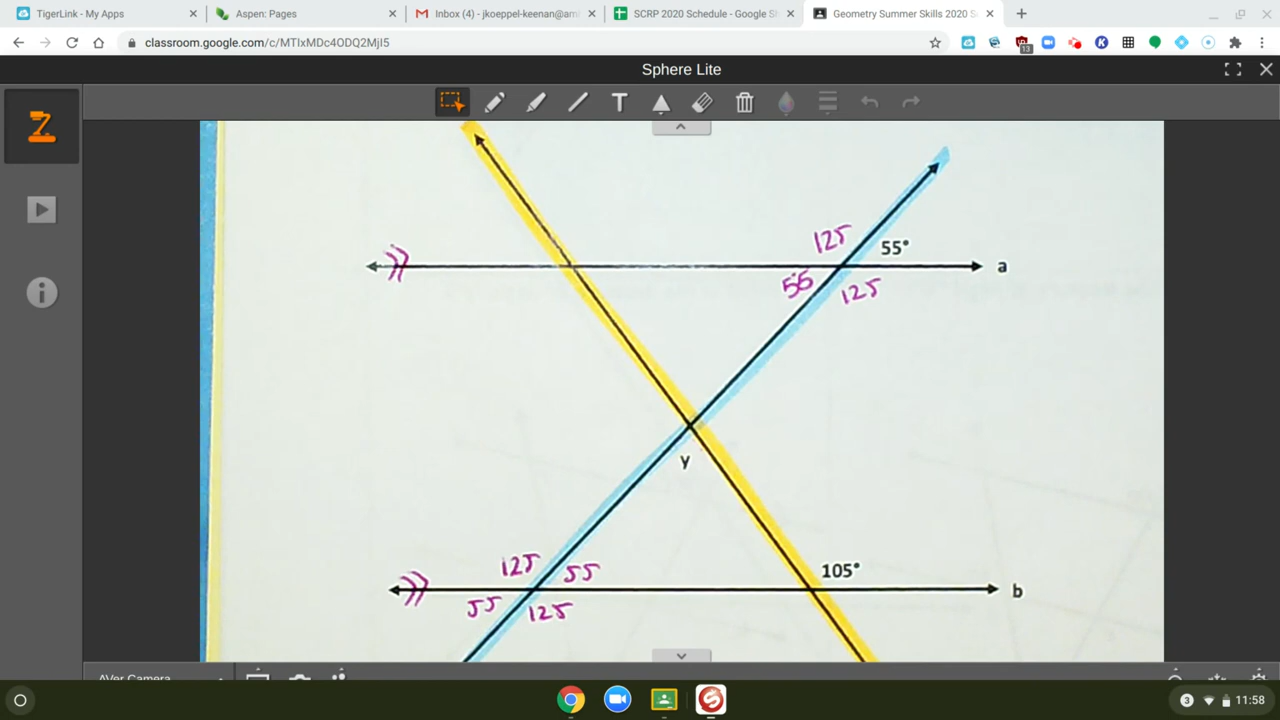 TigerLink - My Apps
Aspen: Pages
Inbox (4) - jkoeppel-keenan@am
SCRP 2020 Schedule - Google Sh
Geometry Summer Skills 2020 S
classroom.google.com/c/MTIxMDc4ODQ2MjI5
13
Sphere Lite
T
125
55°
a
55
125
y
125
55
105°
b
55
125
AVer Camera
3
11:58